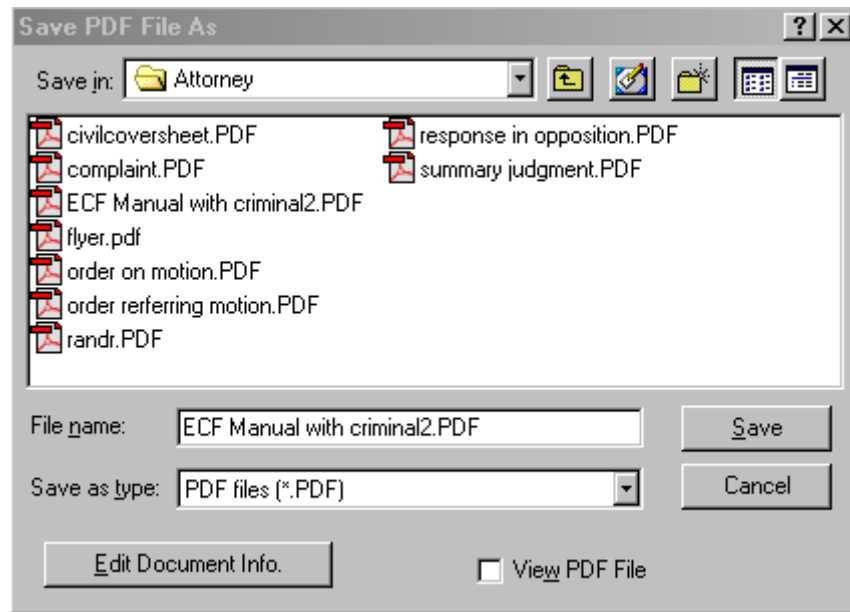 Save PDF File As
Save in: Attorney
civilcoversheet.PDF
complaint.PDF
ECF Manual with criminal2.PDF
flyer.pdf
order on motion.PDF
order rerferring motion.PDF
randr.PDF
response in opposition.PDF
summary judgment.PDF
File name: ECF Manual with criminal2.PDF Save
Save as type: PDF files (*.PDF) Cancel
Edit Document Info. View PDF File